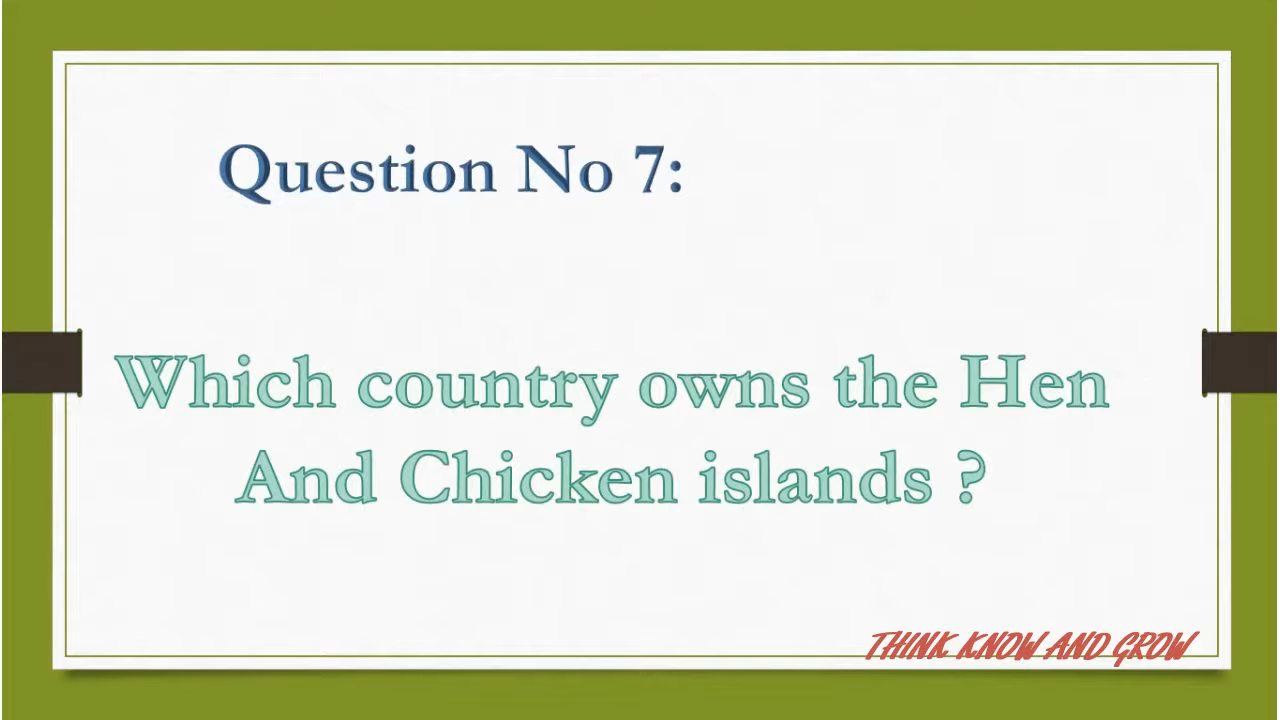 Question No 7:
Which country owns the Hen
And Chicken islands ?
THINK KNOW AND GROW